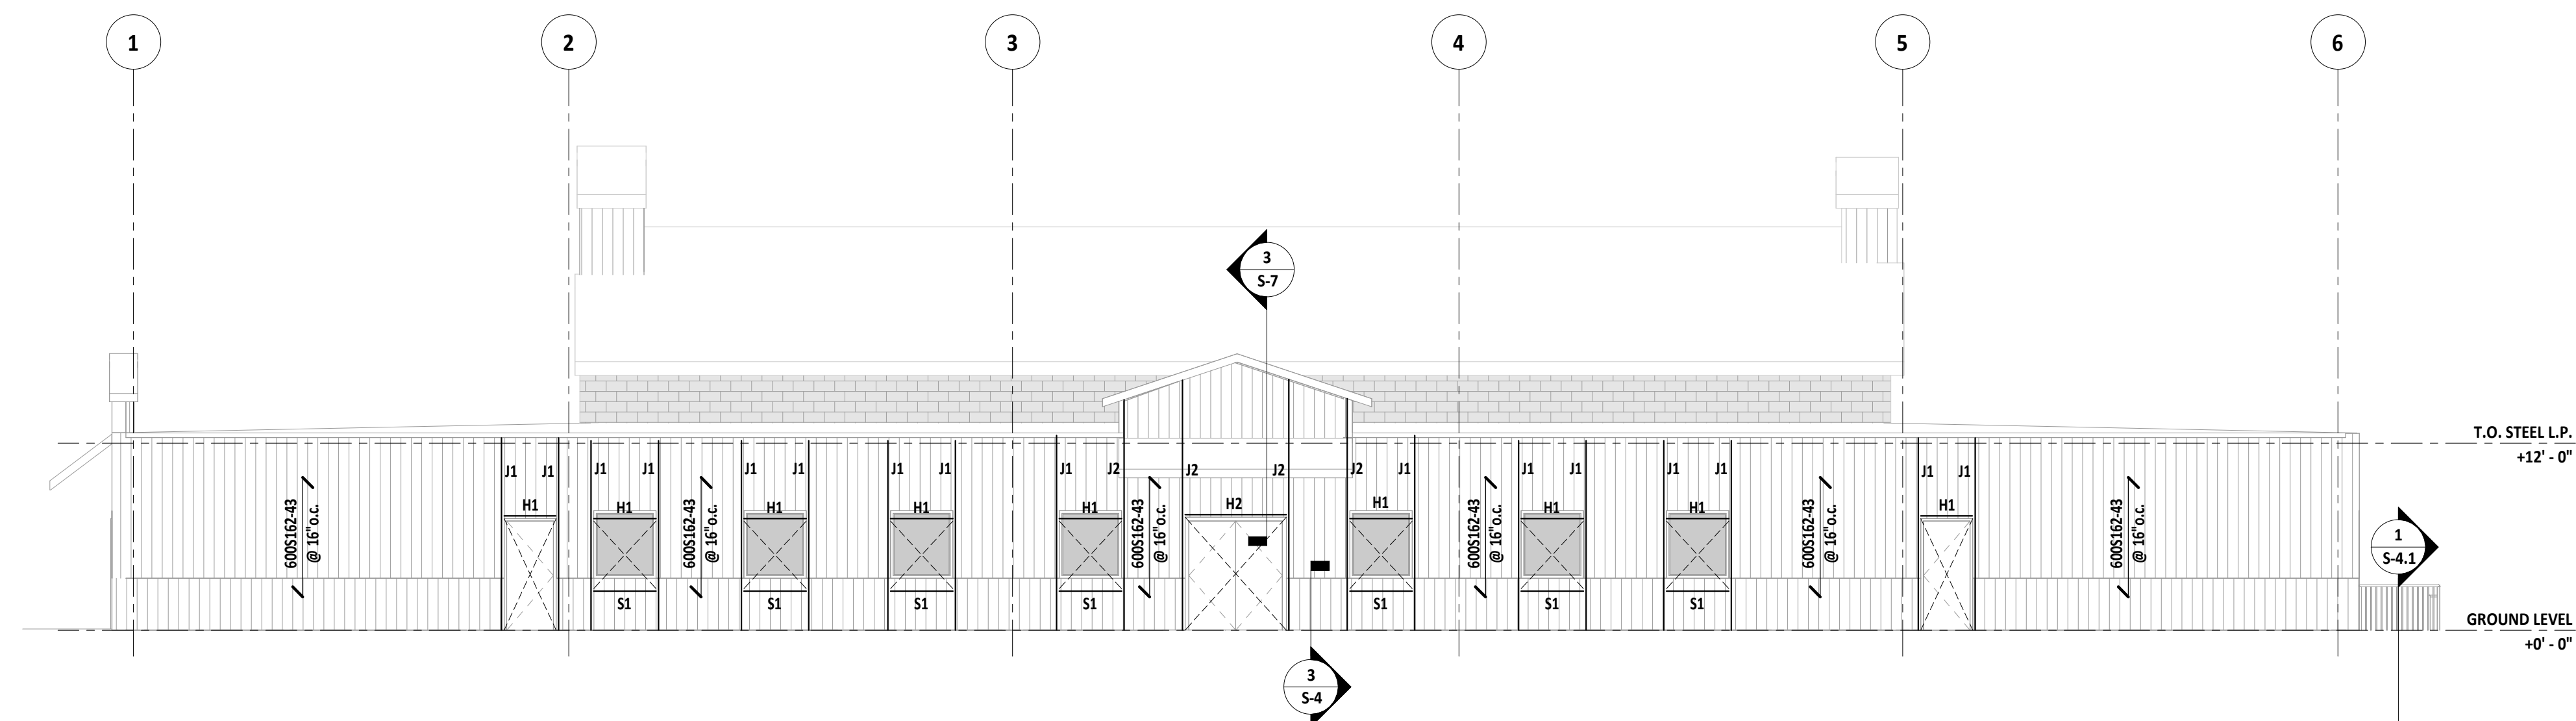 1 2 3 4 5 6
3
S-7
T.O. STEEL L.P.
+12' - 0"
J1 J1 J1 J1 J1 J1 J1 J1 J1 J2 J2 J2 J2 J1 J1 J1 J1 J1 J1 J1
H1 H1 H1 H1 H1 H2 H1 H1 H1 H1
600S162-43
@ 16"o.c.
600S162-43
@ 16"o.c.
600S162-43
@ 16"o.c.
600S162-43
@ 16"o.c.
600S162-43
@ 16"o.c.
600S162-43
@ 16"o.c.
1
S-4.1
S1 S1 S1 S1 S1 S1 S1
GROUND LEVEL
+0' - 0"
3
S-4